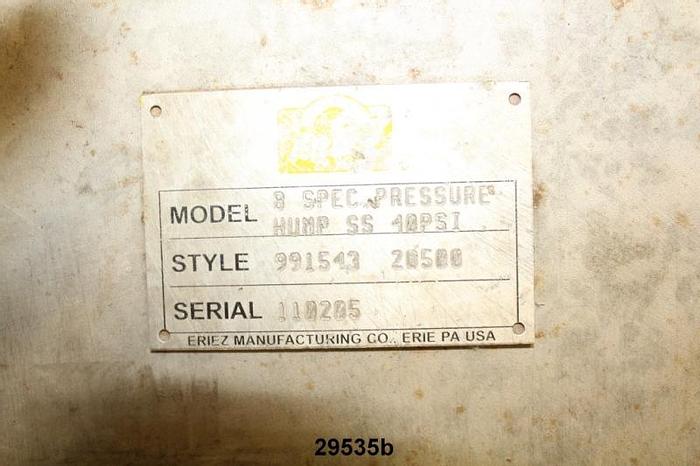 MODEL 8 SPEC PRESSURE
HUMP SS 40PSI
STYLE 991543 20500
SERIAL 110205
ERIEZ MANUFACTURING CO., ERIE PA USA
29535b